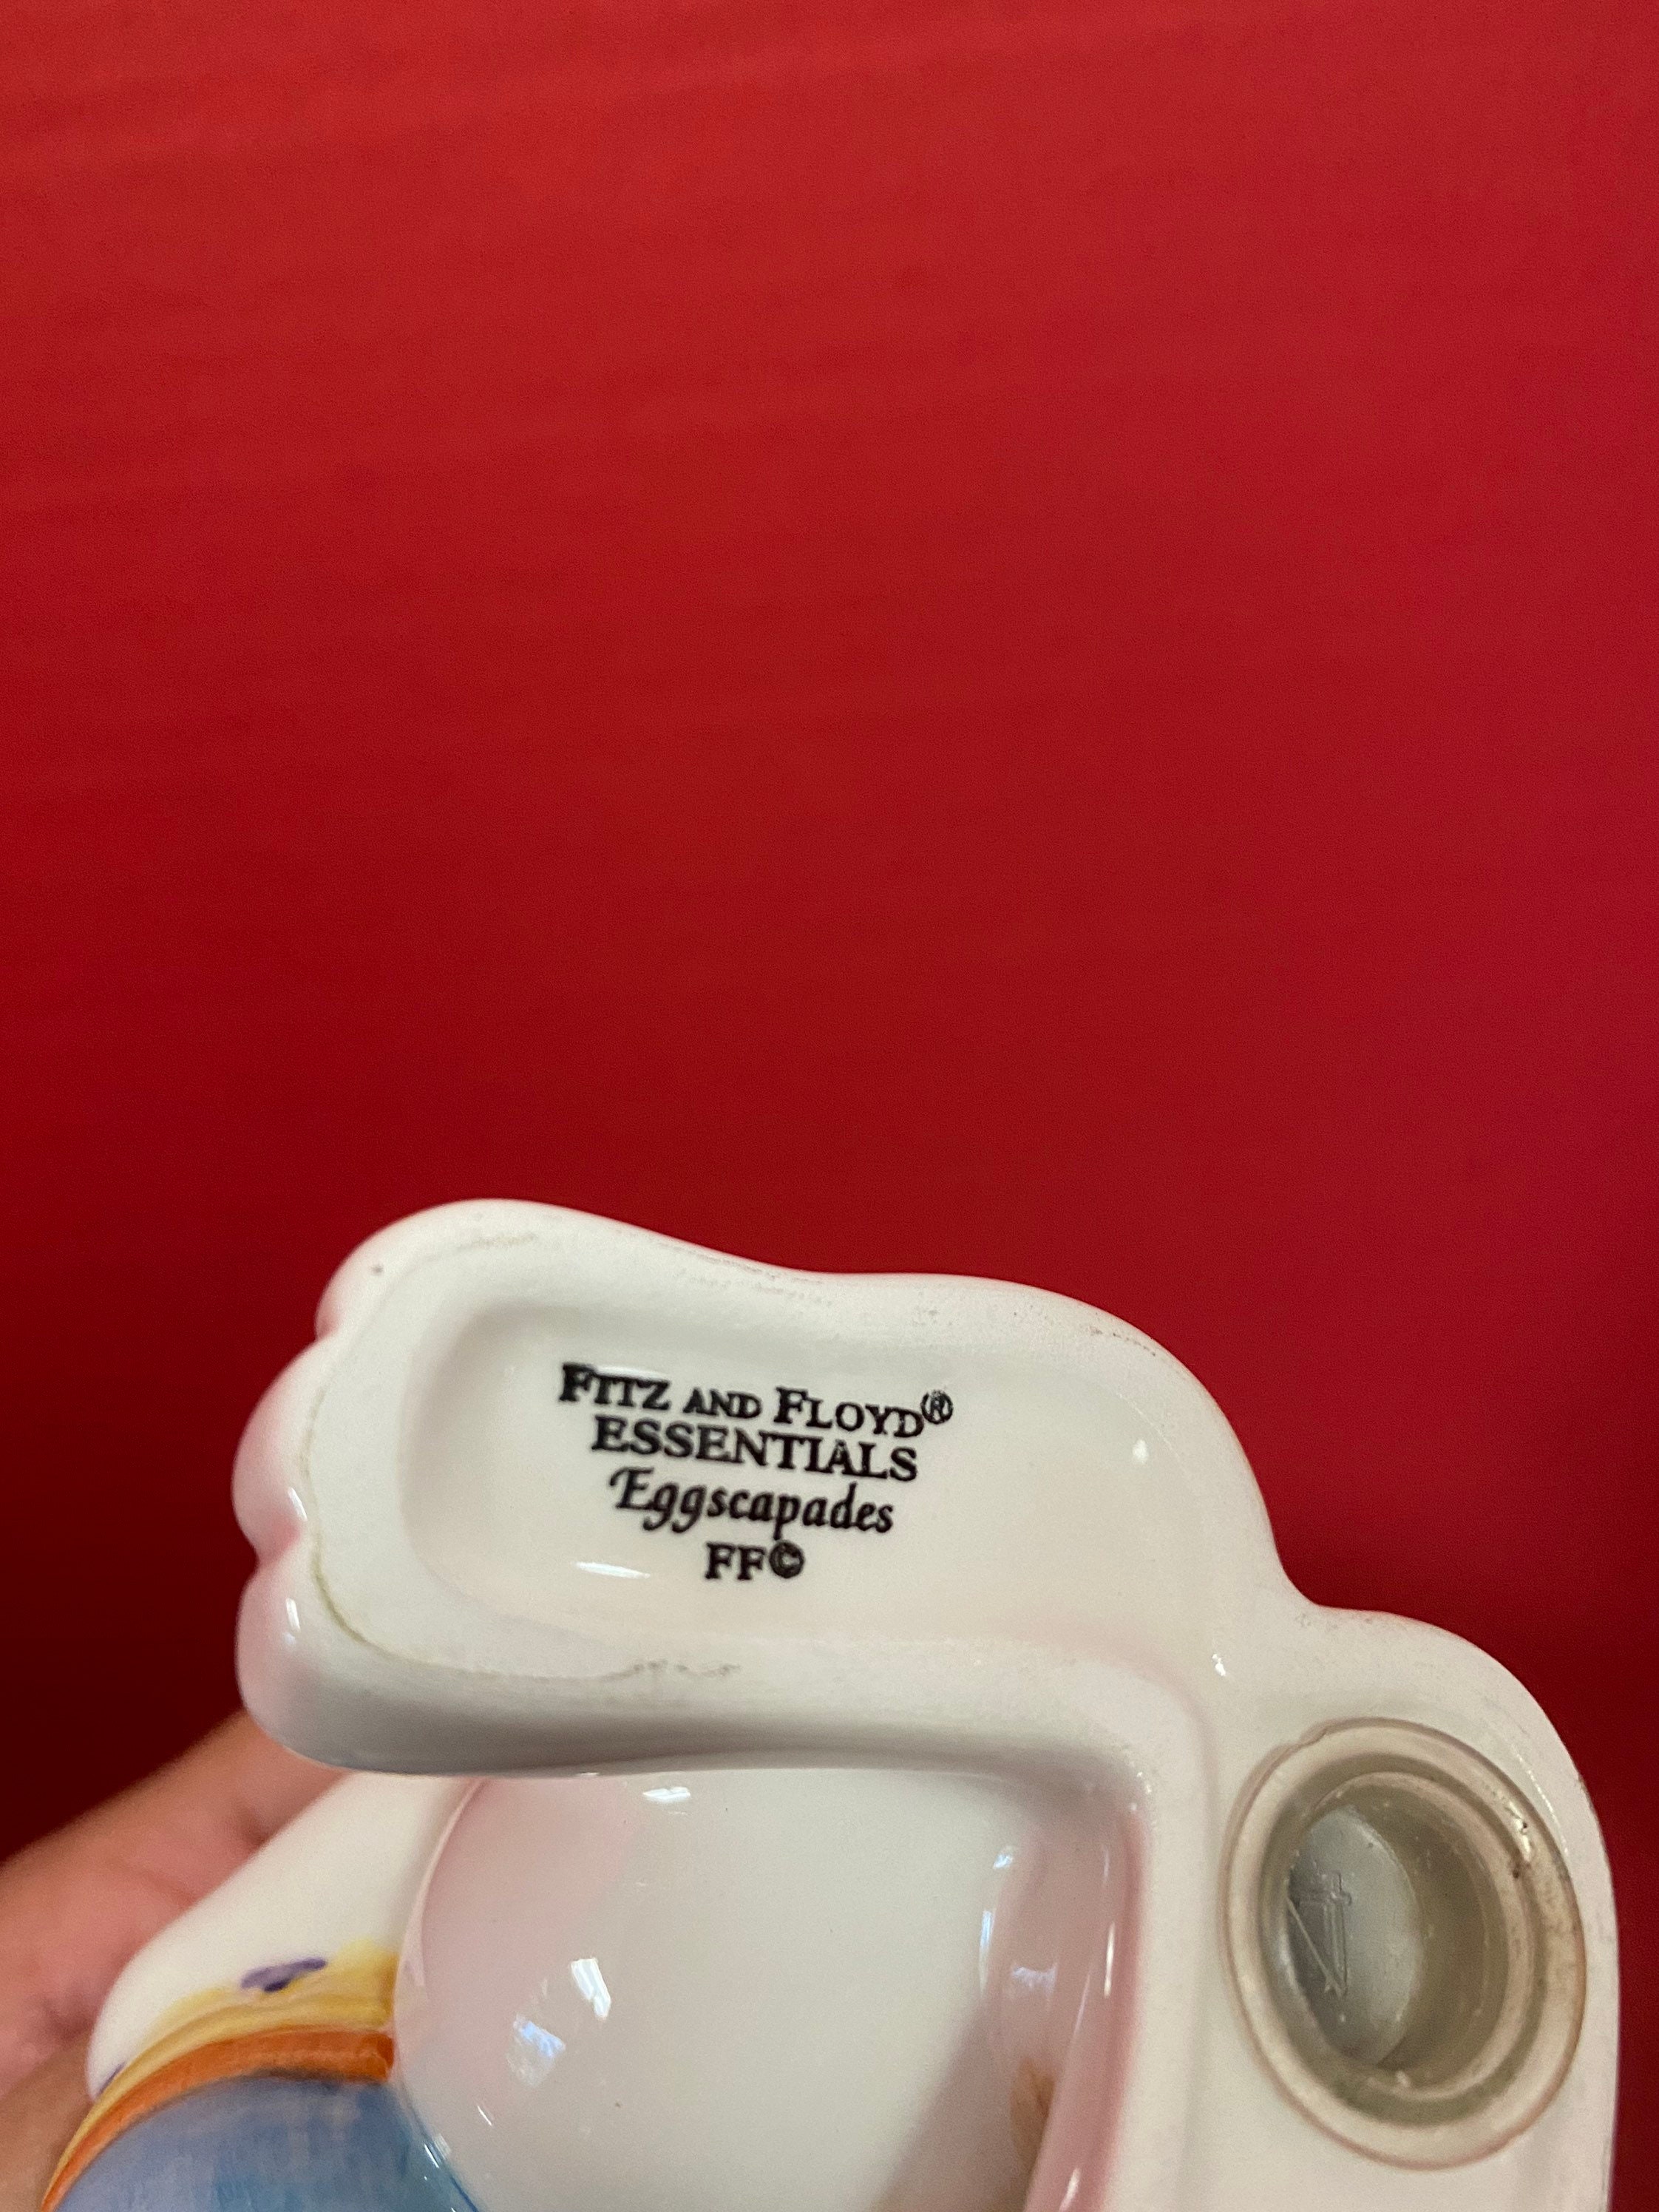 FITZ AND FLOYD®
ESSENTIALS
Eggscapades
FF©